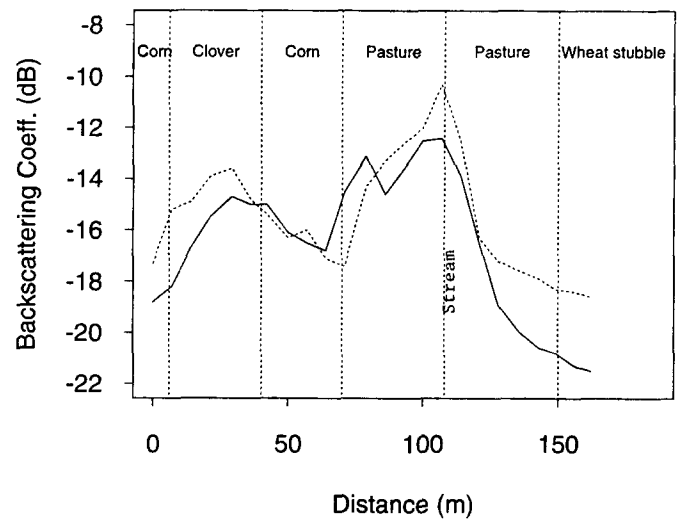 -8
Corn Clover Corn Pasture Pasture Wheat stubble
-10
-12
-14
-16
-18
-20
-22
Backscattering Coeff. (dB)
Stream
0 50 100 150
Distance (m)